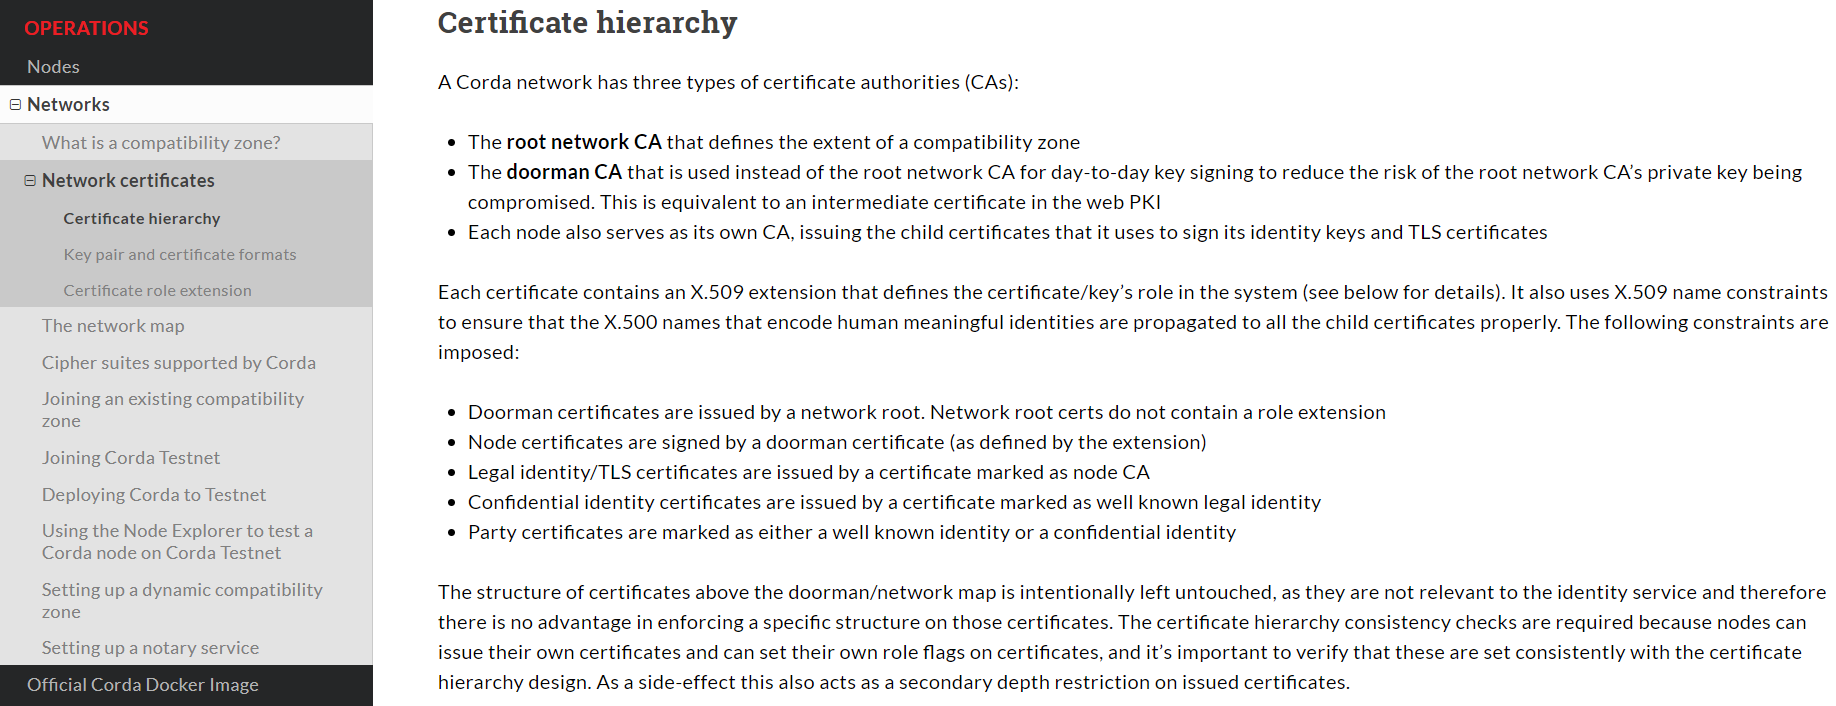 OPERATIONS
Nodes
Networks
What is a compatibility zone?
Network certificates
Certificate hierarchy
Key pair and certificate formats
Certificate role extension
The network map
Cipher suites supported by Corda
Joining an existing compatibility
zone
Joining Corda Testnet
Deploying Corda to Testnet
Using the Node Explorer to test a
Corda node on Corda Testnet
Setting up a dynamic compatibility
zone
Setting up a notary service
Official Corda Docker Image
Certificate hierarchy
A Corda network has three types of certificate authorities (CAs):
• The root network CA that defines the extent of a compatibility zone
• The doorman CA that is used instead of the root network CA for day-to-day key signing to reduce the risk of the root network CA’s private key being
compromised. This is equivalent to an intermediate certificate in the web PKI
• Each node also serves as its own CA, issuing the child certificates that it uses to sign its identity keys and TLS certificates
Each certificate contains an X.509 extension that defines the certificate/key’s role in the system (see below for details). It also uses X.509 name constraints
to ensure that the X.500 names that encode human meaningful identities are propagated to all the child certificates properly. The following constraints are
imposed:
• Doorman certificates are issued by a network root. Network root certs do not contain a role extension
• Node certificates are signed by a doorman certificate (as defined by the extension)
• Legal identity/TLS certificates are issued by a certificate marked as node CA
• Confidential identity certificates are issued by a certificate marked as well known legal identity
• Party certificates are marked as either a well known identity or a confidential identity
The structure of certificates above the doorman/network map is intentionally left untouched, as they are not relevant to the identity service and therefore
there is no advantage in enforcing a specific structure on those certificates. The certificate hierarchy consistency checks are required because nodes can
issue their own certificates and can set their own role flags on certificates, and it’s important to verify that these are set consistently with the certificate
hierarchy design. As a side-effect this also acts as a secondary depth restriction on issued certificates.